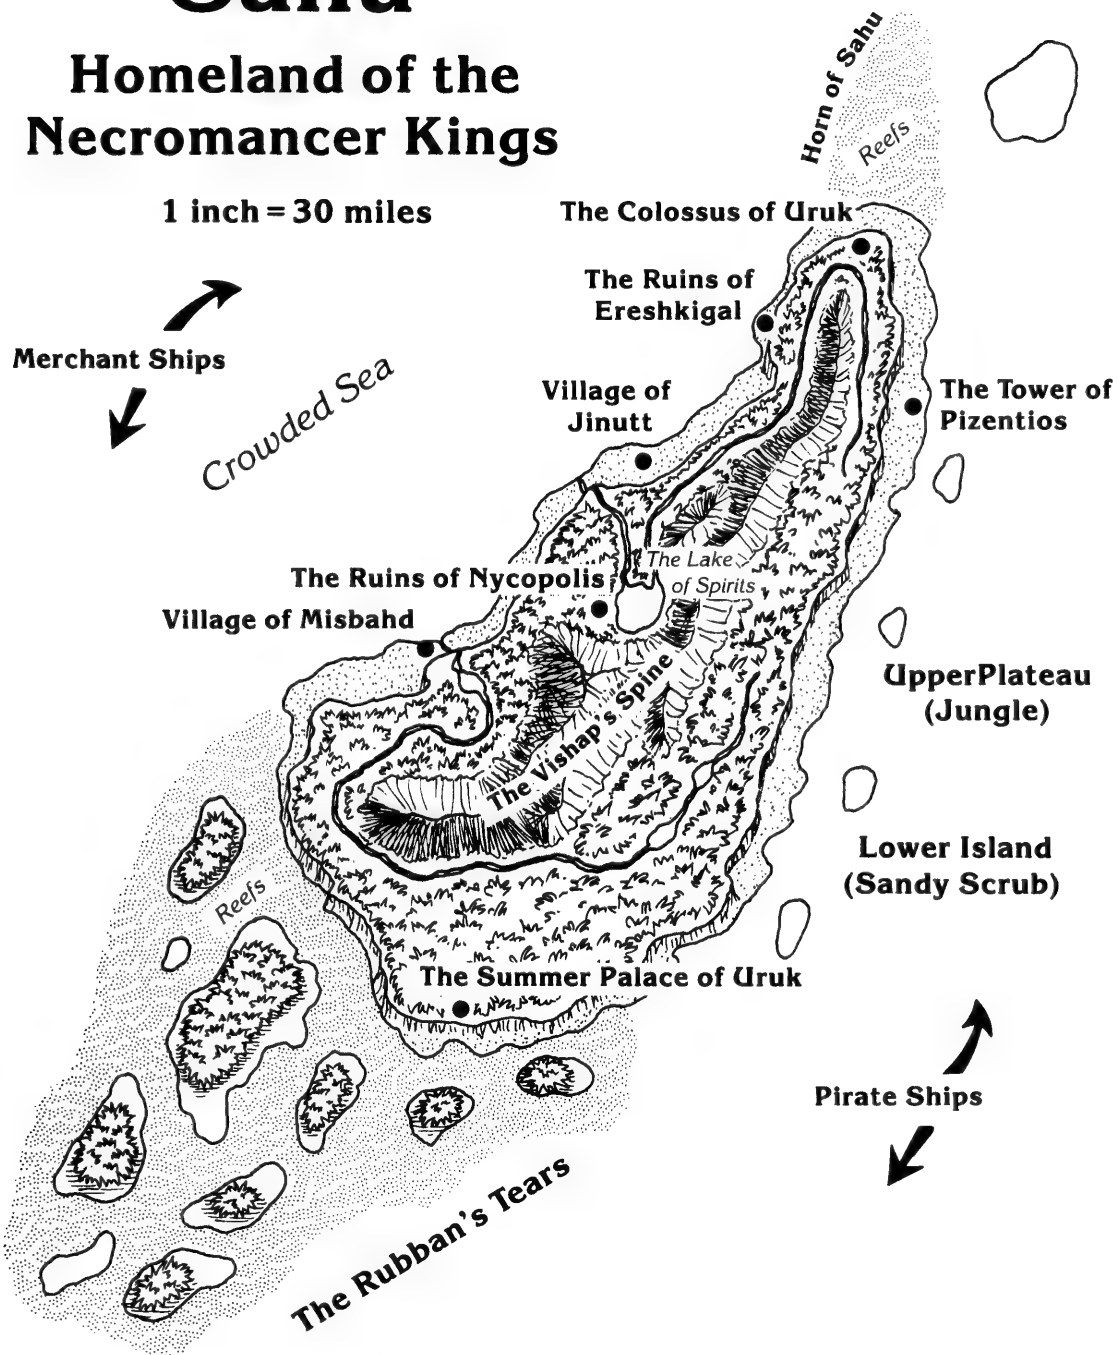 Homeland of the
Necromancer Kings
1 inch = 30 miles
Horn of Sahu
Reefs
The Colossus of Uruk
The Ruins of
Ereshkigal
Merchant Ships
Crowded Sea
Village of
Jinutt
The Tower of
Pizentios
The Lake
of Spirits
The Ruins of Nycopolis
Village of Misbahd
The Vishap's Spine
Upper Plateau
(Jungle)
Lower Island
(Sandy Scrub)
Reefs
The Summer Palace of Uruk
Pirate Ships
The Rubban's Tears